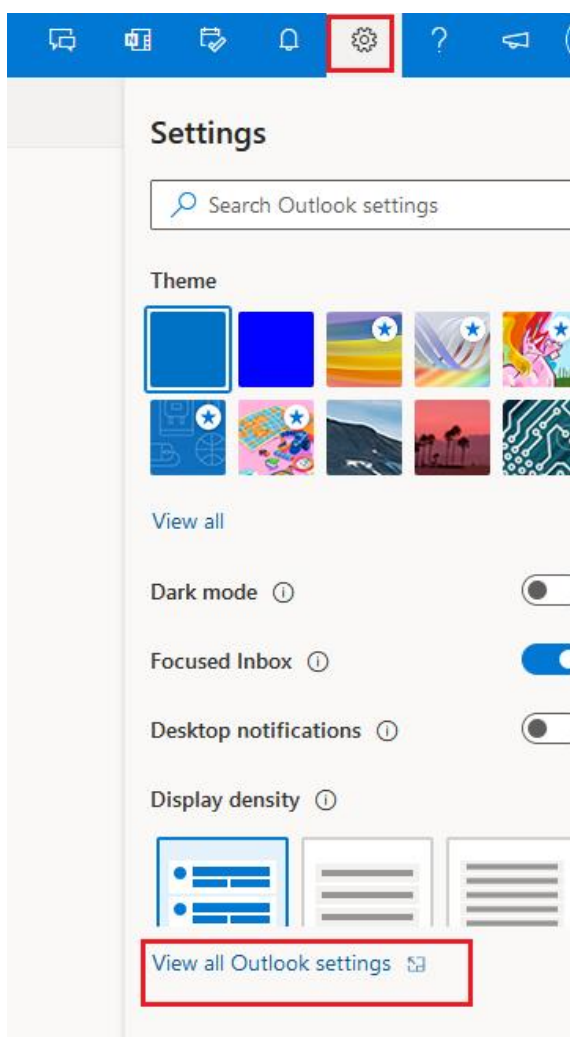 Settings
Search Outlook settings
Theme
View all
Dark mode
Focused Inbox
Desktop notifications
Display density
View all Outlook settings